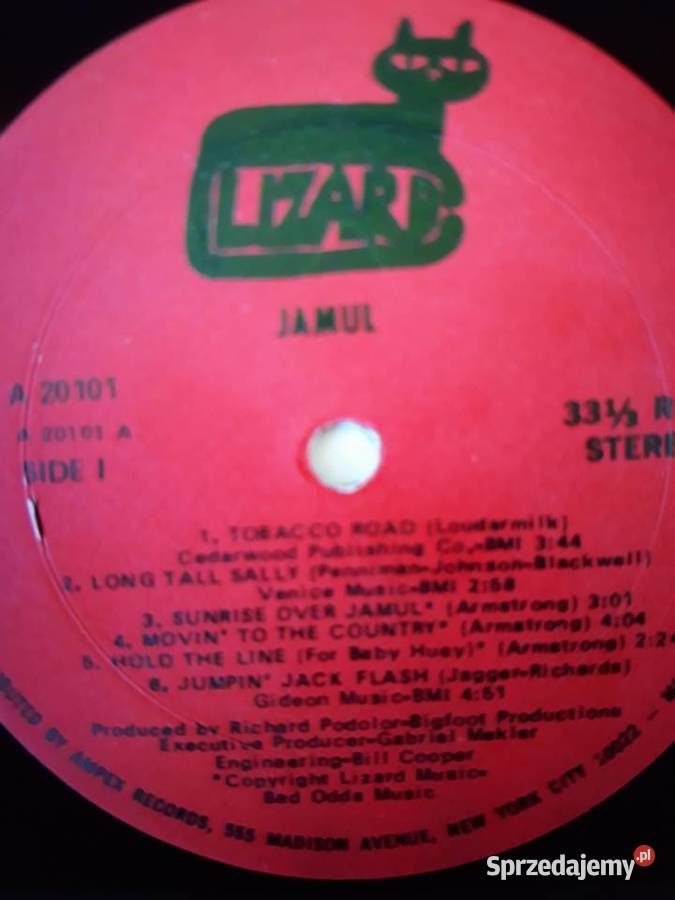 LIZARD
JAMUL
A 20101
A 20101 A
SIDE 1
33⅓ R
STERE
1. TOBACCO ROAD (Loudermilk)
Cedarwood Publishing Co.-BMI 3:44
2. LONG TALL SALLY (Penniman-Johnson-Blackwell)
Venice Music-BMI 2:58
3. SUNRISE OVER JAMUL* (Armstrong) 3:01
4. MOVIN' TO THE COUNTRY* (Armstrong) 4:04
5. HOLD THE LINE (For Baby Huey)* (Armstrong) 2:24
6. JUMPIN' JACK FLASH (Jagger-Richards)
Gideon Music-BMI 4:51
Produced by Richard Podolor-Bigfoot Productions
Executive Producer-Gabriel Mekler
Engineering-Bill Cooper
*Copyright Lizard Music-
Bad Odds Music
BUTED BY AMPEX RECORDS, 555 MADISON AVENUE, NEW YORK CITY 10022 -
Sprzedajemy.pl